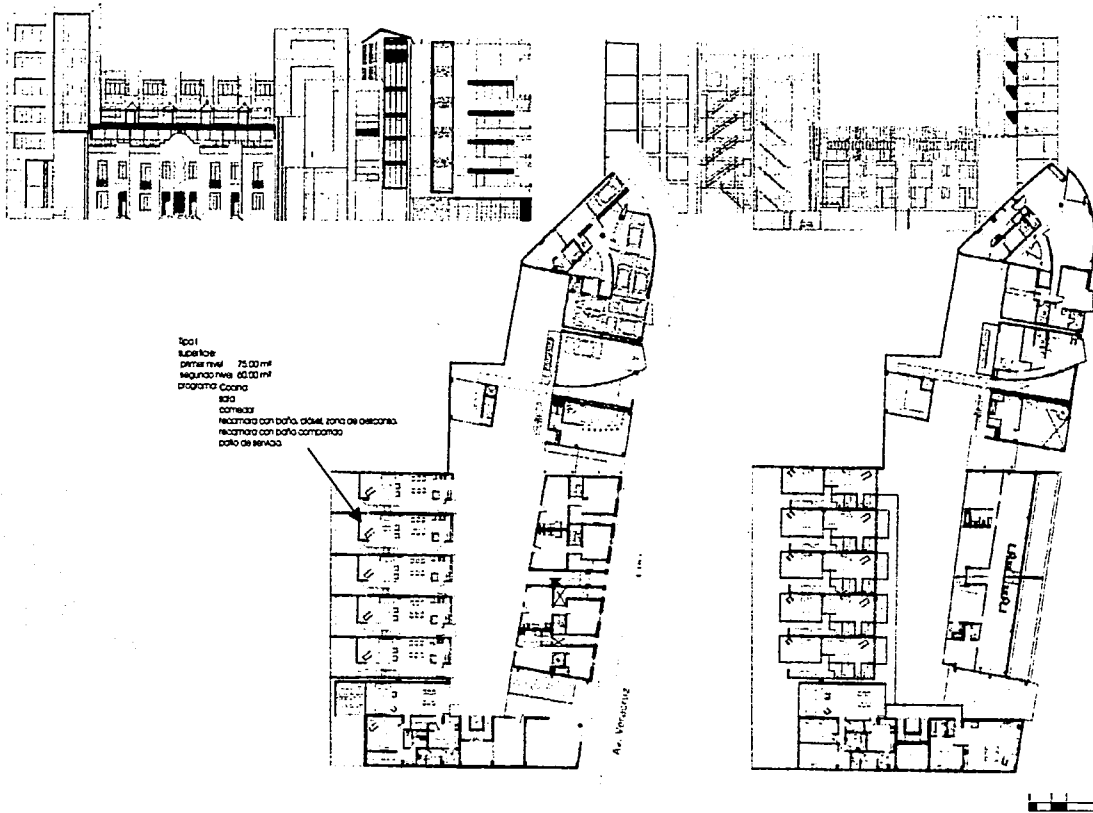 Tipo I
superficie
primer nivel 75.00 m²
segundo nivel 60.00 m²
programa Cocina
sala
comedor
recamara con baño, clóset, zona de descanso.
recamara con baño compartido
patio de servicio
Av. Veracruz